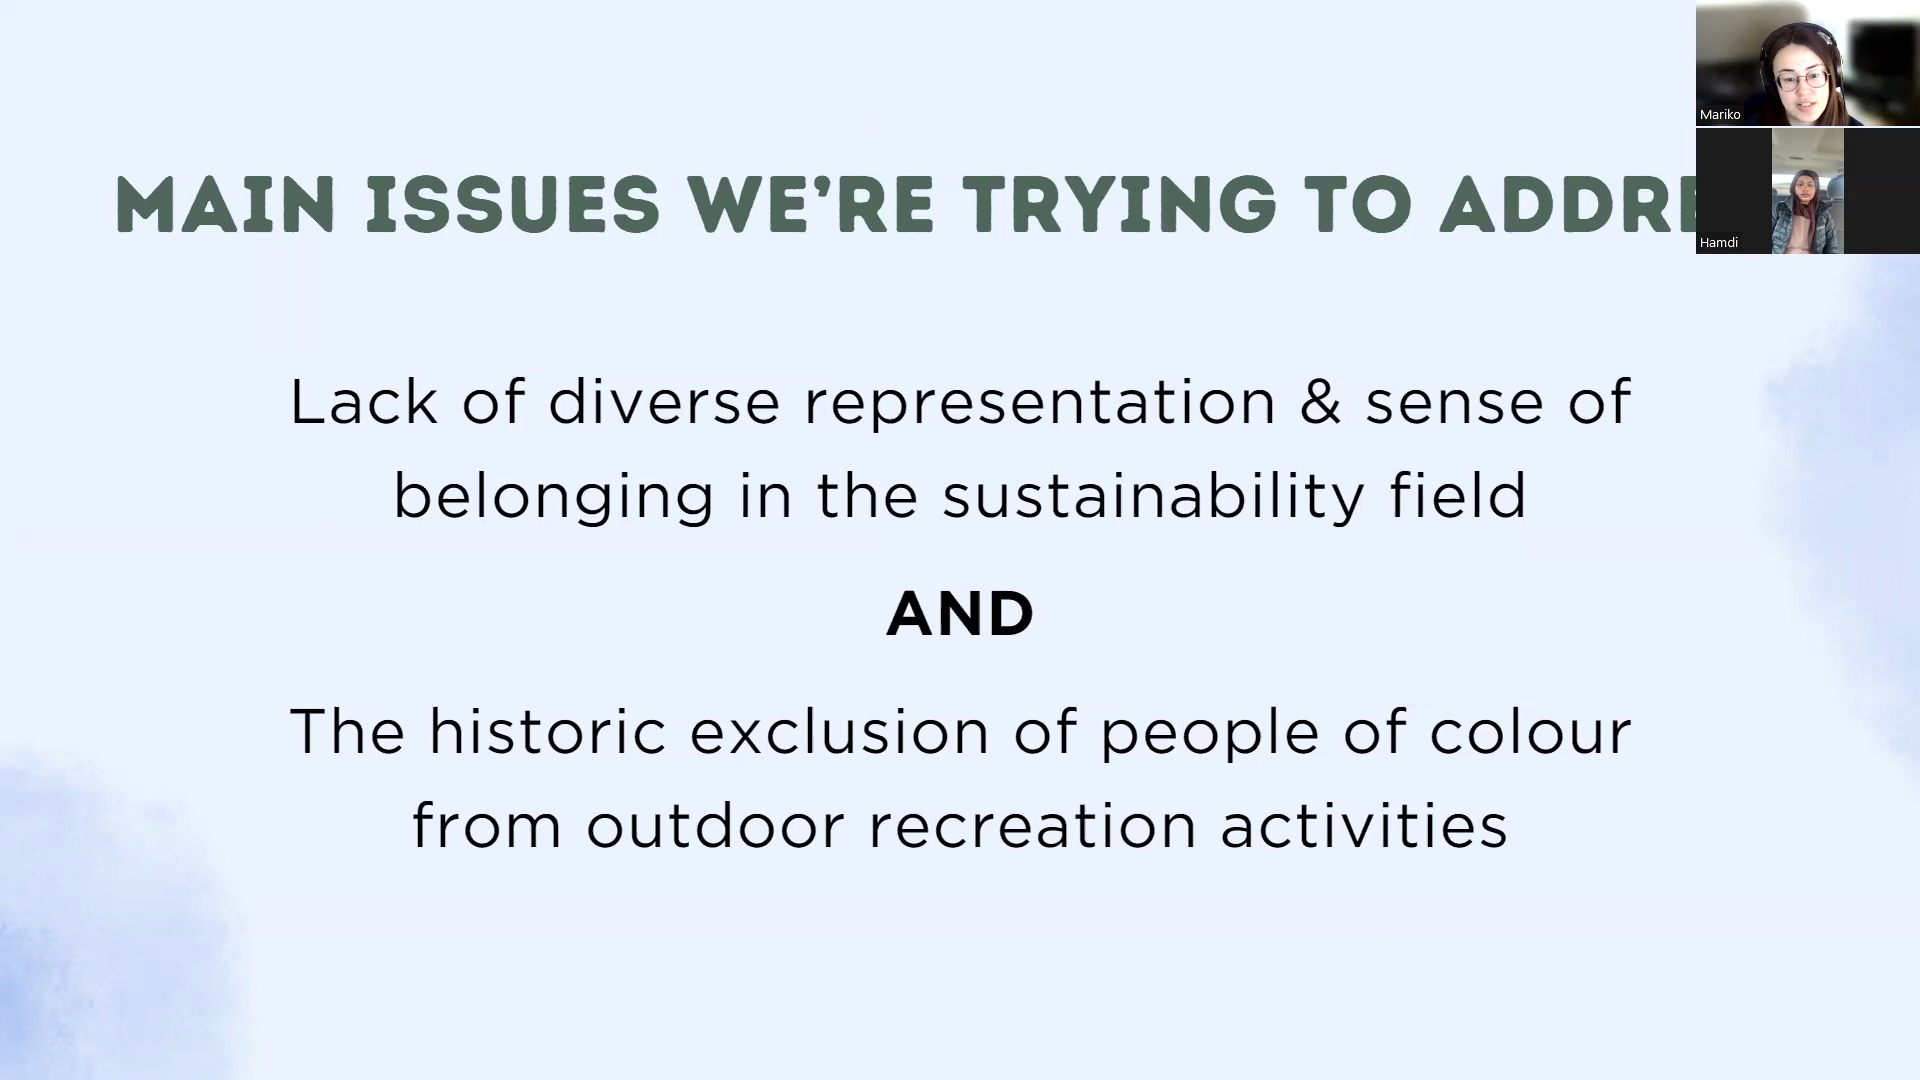 MAIN ISSUES WE'RE TRYING TO ADDRE
Lack of diverse representation & sense of
belonging in the sustainability field
AND
The historic exclusion of people of colour
from outdoor recreation activities
Mariko
Hamdi